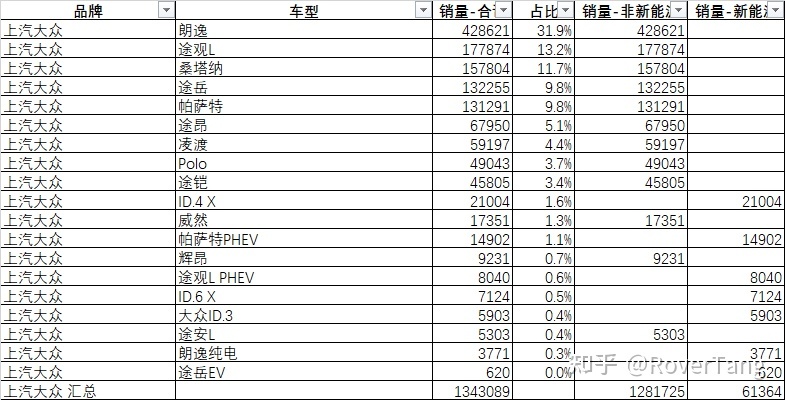 品牌 车型 销量-合计 占比 销量-非新能源 销量-新能源
上汽大众 朗逸 428621 31.9% 428621
上汽大众 途观L 177874 13.2% 177874
上汽大众 桑塔纳 157804 11.7% 157804
上汽大众 途岳 132255 9.8% 132255
上汽大众 帕萨特 131291 9.8% 131291
上汽大众 途昂 67950 5.1% 67950
上汽大众 凌渡 59197 4.4% 59197
上汽大众 Polo 49043 3.7% 49043
上汽大众 途铠 45805 3.4% 45805
上汽大众 ID.4 X 21004 1.6% 21004
上汽大众 威然 17351 1.3% 17351
上汽大众 帕萨特PHEV 14902 1.1% 14902
上汽大众 辉昂 9231 0.7% 9231
上汽大众 途观L PHEV 8040 0.6% 8040
上汽大众 ID.6 X 7124 0.5% 7124
上汽大众 大众ID.3 5903 0.4% 5903
上汽大众 途安L 5303 0.4% 5303
上汽大众 朗逸纯电 3771 0.3% 3771
上汽大众 途岳EV 620 0.0% 620
上汽大众 汇总 1343089 1281725 61364
知乎 @RoverTang